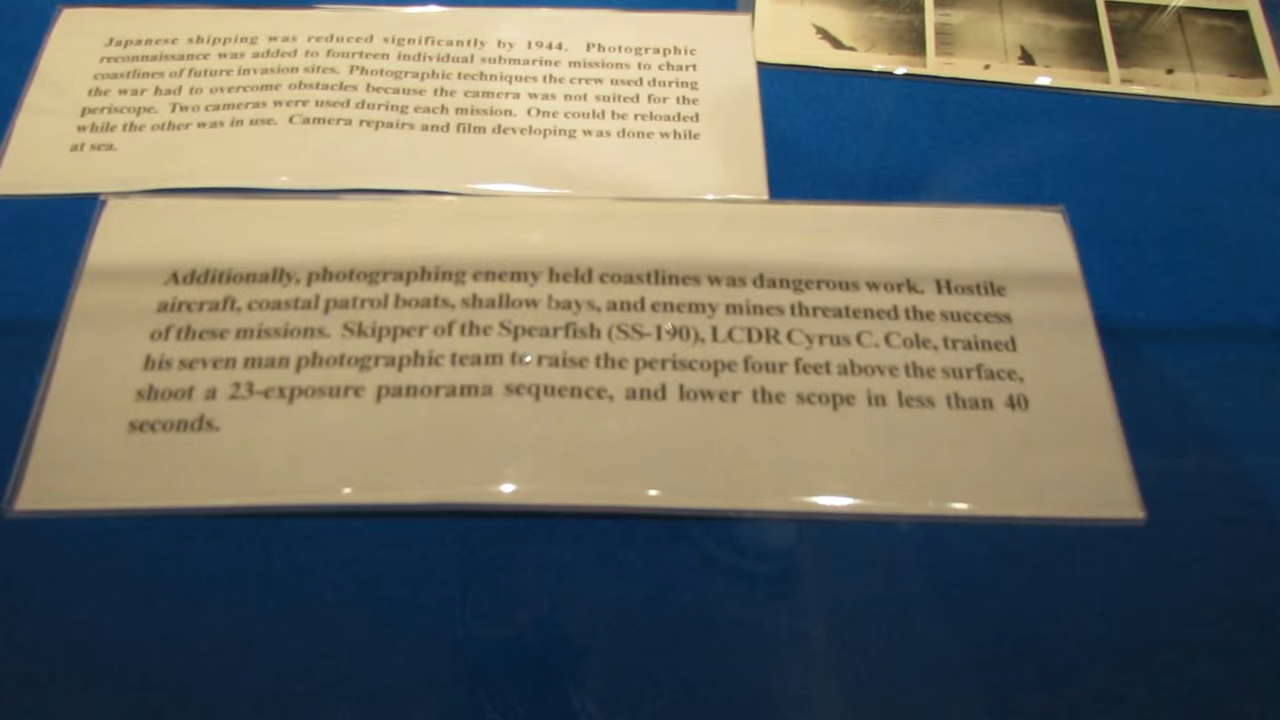 Japanese shipping was reduced significantly by 1944. Photographic
reconnaissance was added to fourteen individual submarine missions to chart
coastlines of future invasion sites. Photographic techniques the crew used during
the war had to overcome obstacles because the camera was not suited for the
periscope. Two cameras were used during each mission. One could be reloaded
while the other was in use. Camera repairs and film developing was done while
at sea.
Additionally, photographing enemy held coastlines was dangerous work. Hostile
aircraft, coastal patrol boats, shallow bays, and enemy mines threatened the success
of these missions. Skipper of the Spearfish (SS-190), LCDR Cyrus C. Cole, trained
his seven man photographic team to raise the periscope four feet above the surface,
shoot a 23-exposure panorama sequence, and lower the scope in less than 40
seconds.